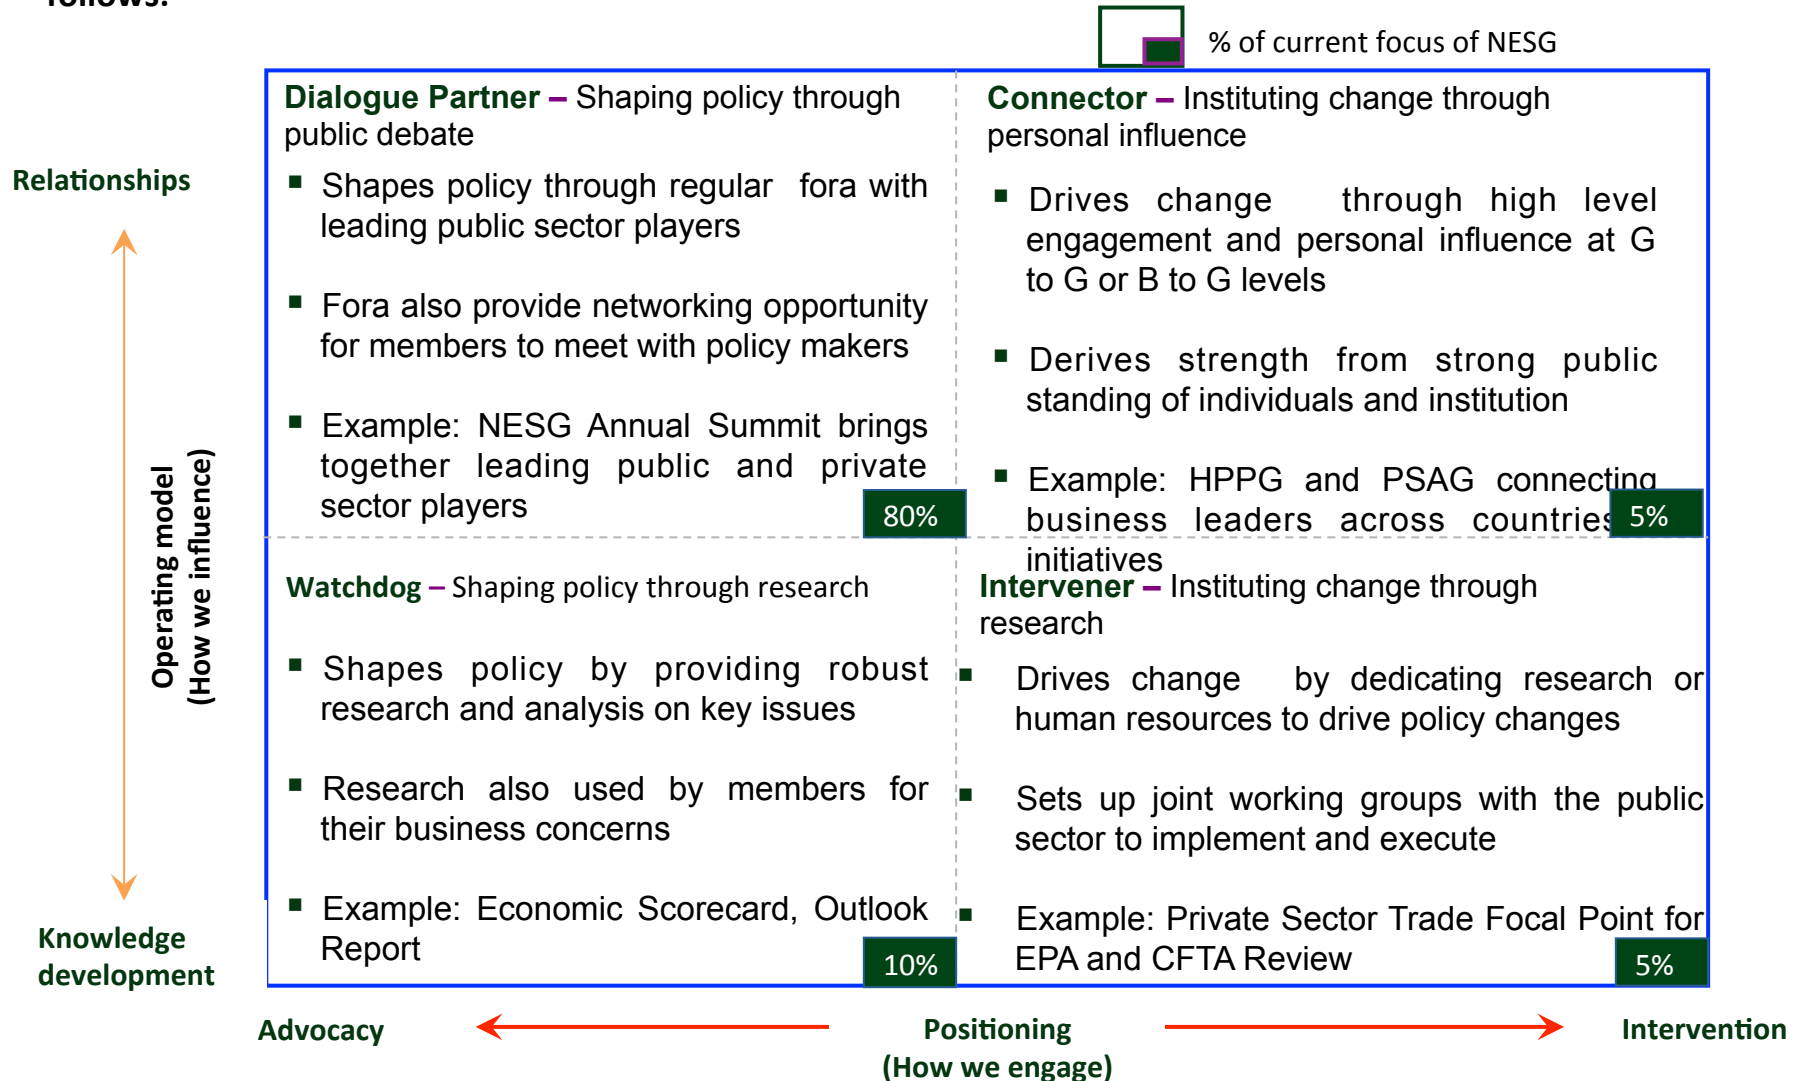 follows:
% of current focus of NESG
Relationships
Operating model
(How we influence)
Knowledge
development
Dialogue Partner – Shaping policy through
public debate
▪ Shapes policy through regular fora with
leading public sector players
▪ Fora also provide networking opportunity
for members to meet with policy makers
▪ Example: NESG Annual Summit brings
together leading public and private
sector players
80%
Connector – Instituting change through
personal influence
▪ Drives change through high level
engagement and personal influence at G
to G or B to G levels
▪ Derives strength from strong public
standing of individuals and institution
▪ Example: HPPG and PSAG connecting
business leaders across countries
initiatives
5%
Watchdog – Shaping policy through research
▪ Shapes policy by providing robust
research and analysis on key issues
▪ Research also used by members for
their business concerns
▪ Example: Economic Scorecard, Outlook
Report
10%
Intervener – Instituting change through
research
▪ Drives change by dedicating research or
human resources to drive policy changes
▪ Sets up joint working groups with the public
sector to implement and execute
▪ Example: Private Sector Trade Focal Point for
EPA and CFTA Review
5%
Advocacy
Positioning
(How we engage)
Intervention